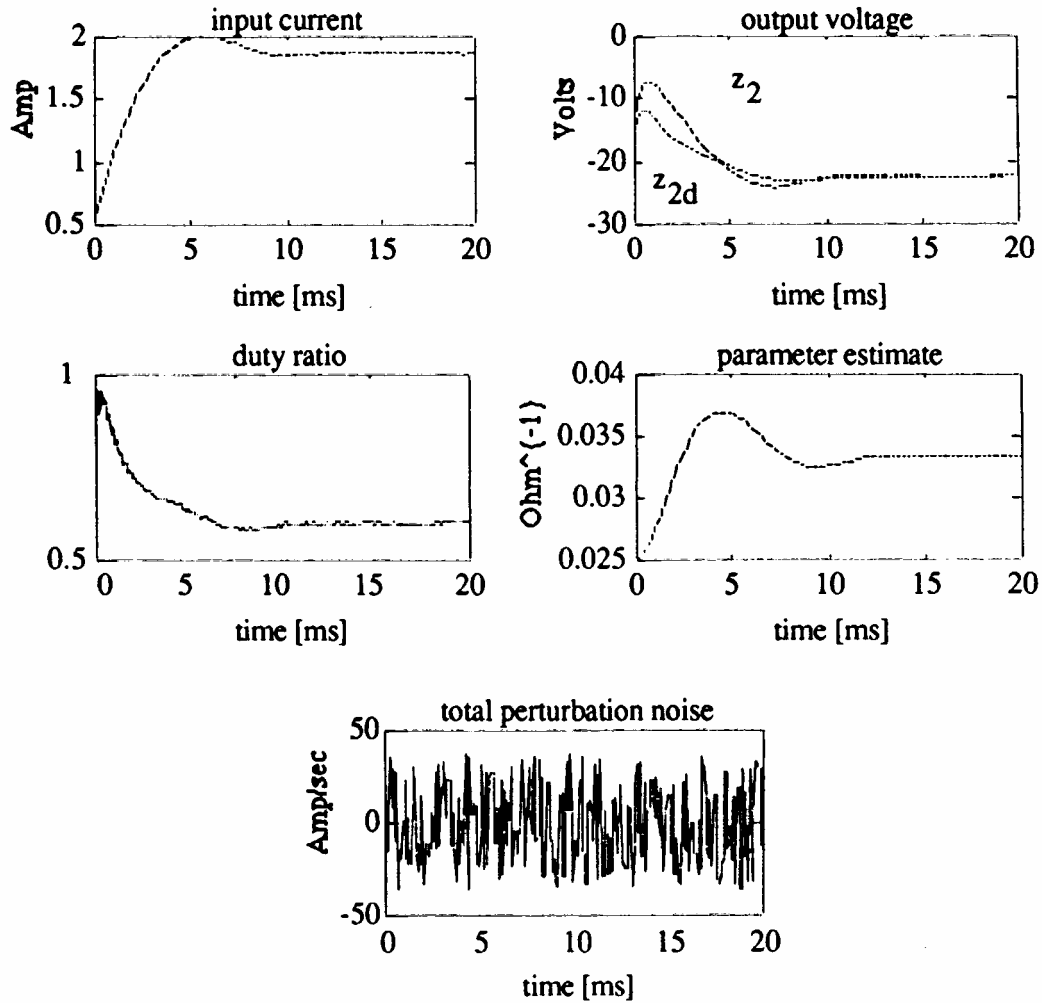 input current
2
1.5
1
0.5
Amp
0 5 10 15 20
time [ms]
output voltage
0
-10
-20
-30
Volts
z2
z2d
0 5 10 15 20
time [ms]
duty ratio
1
0.5
0 5 10 15 20
time [ms]
parameter estimate
0.04
0.035
0.03
0.025
Ohm^{-1}
0 5 10 15 20
time [ms]
total perturbation noise
50
0
-50
Amp/sec
0 5 10 15 20
time [ms]